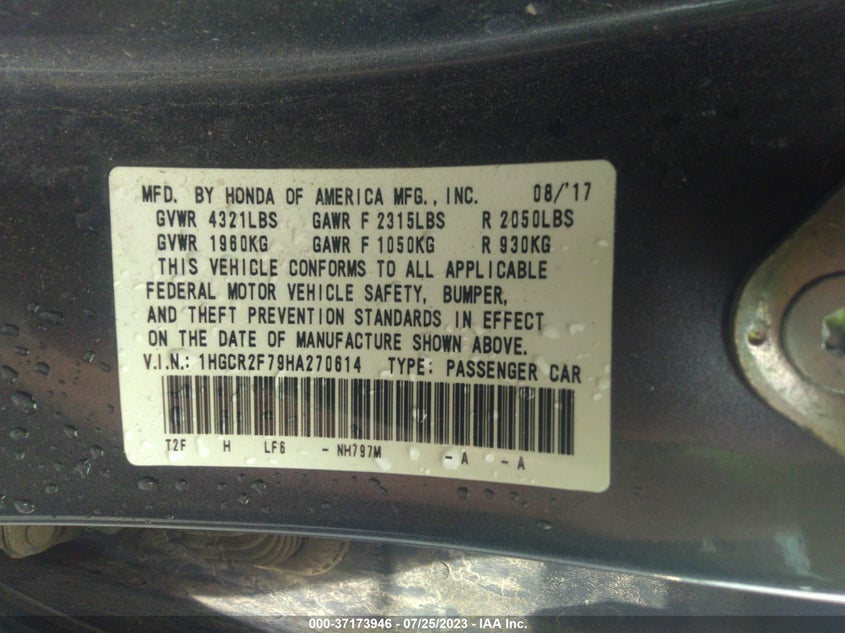 MFD. BY HONDA OF AMERICA MFG., INC. 08/'17
GVWR 4321LBS GAWR F 2315LBS R 2050LBS
GVWR 1960KG GAWR F 1050KG R 930KG
THIS VEHICLE CONFORMS TO ALL APPLICABLE
FEDERAL MOTOR VEHICLE SAFETY, BUMPER,
AND THEFT PREVENTION STANDARDS IN EFFECT
ON THE DATE OF MANUFACTURE SHOWN ABOVE.
V.I.N.: 1HGCR2F79HA270614 TYPE: PASSENGER CAR
T2F H LF6 - NH797M - A - A
000-37173946 - 07/25/2023 - IAA Inc.